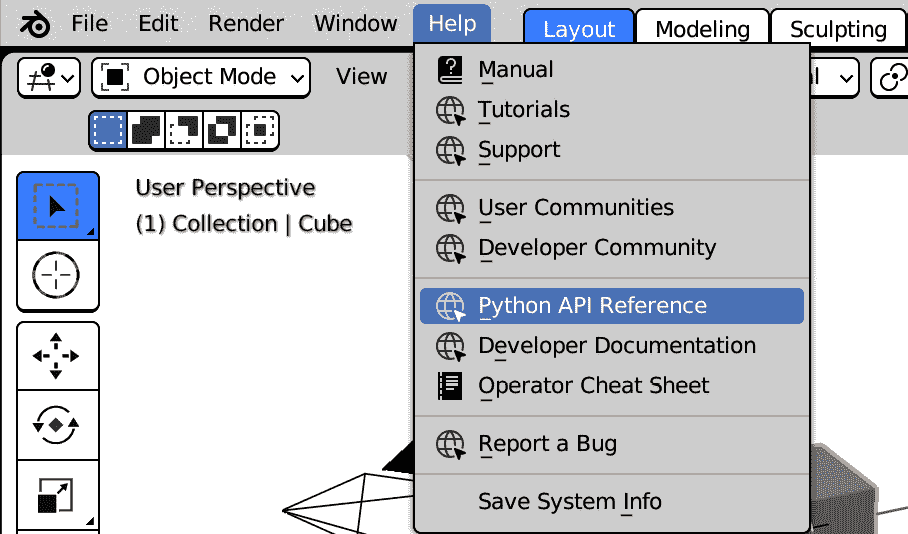 File Edit Render Window Help Layout Modeling Sculpting
Object Mode View
Manual
Tutorials
Support
User Perspective
(1) Collection | Cube
User Communities
Developer Community
Python API Reference
Developer Documentation
Operator Cheat Sheet
Report a Bug
Save System Info